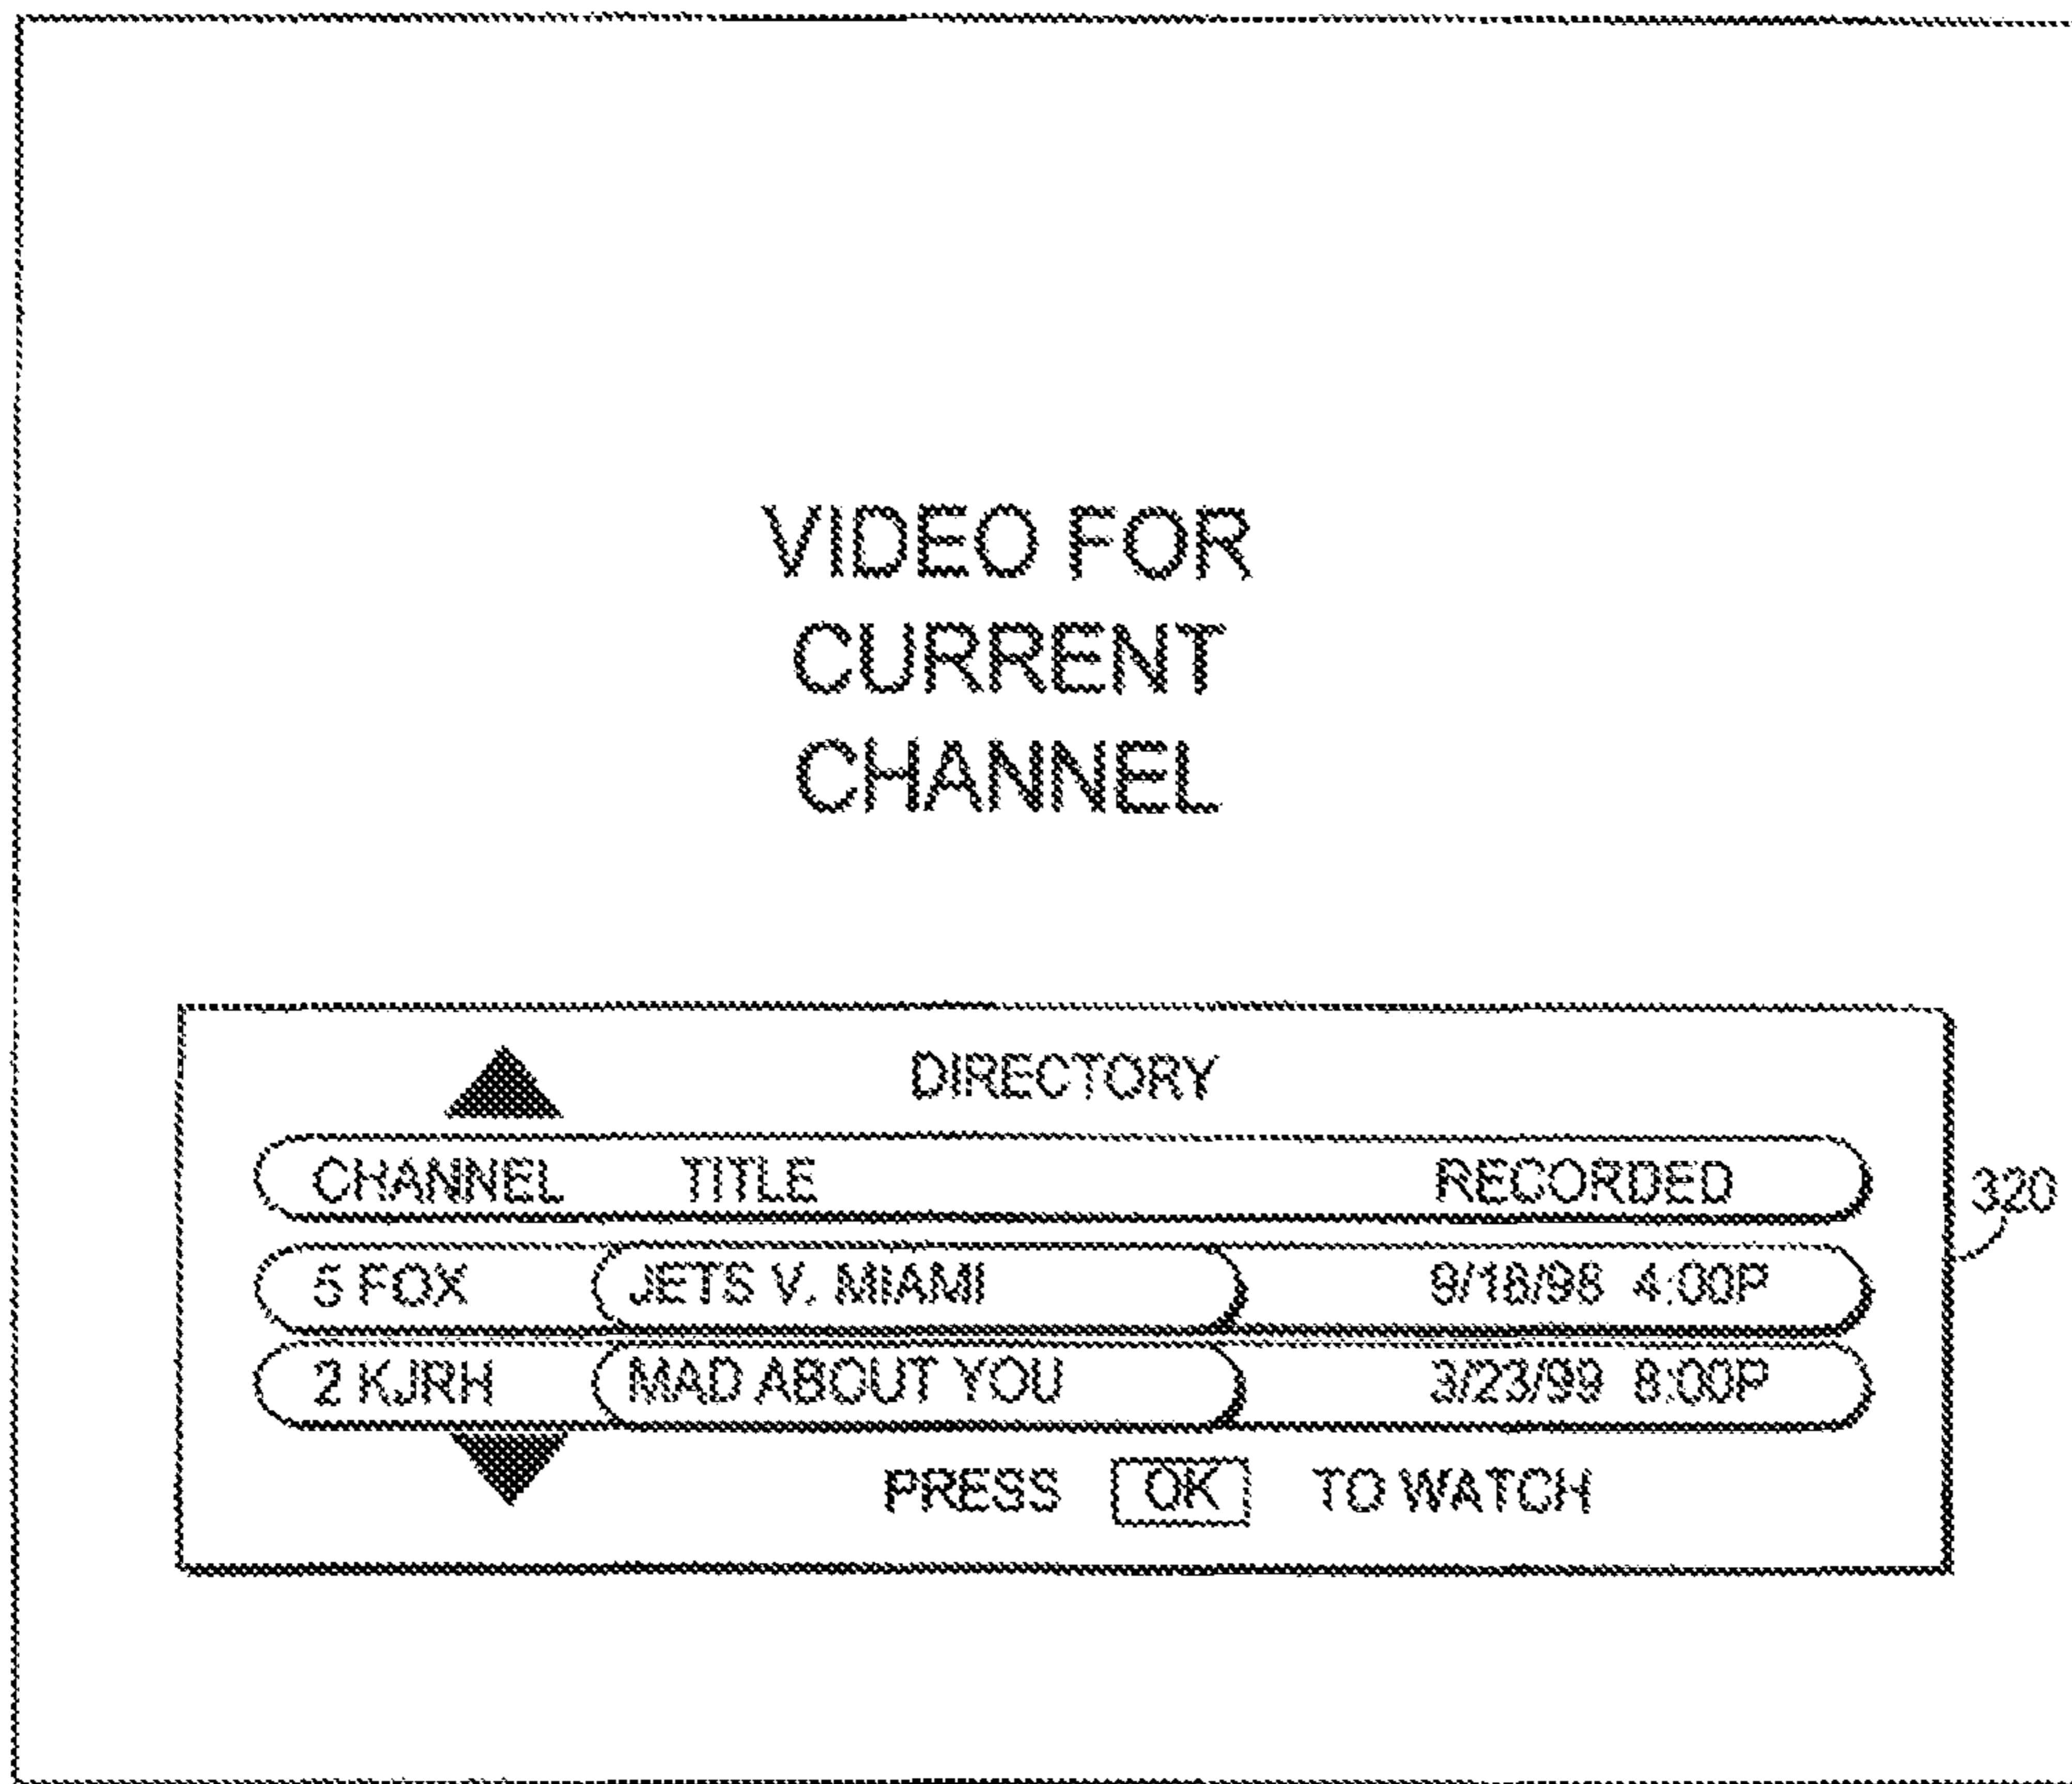 VIDEO FOR
CURRENT
CHANNEL
DIRECTORY
CHANNEL TITLE RECORDED
5 FOX JETS V. MIAMI 9/16/98 4:00P
320
2 KJRH MAD ABOUT YOU 3/23/99 8:00P
PRESS OK TO WATCH